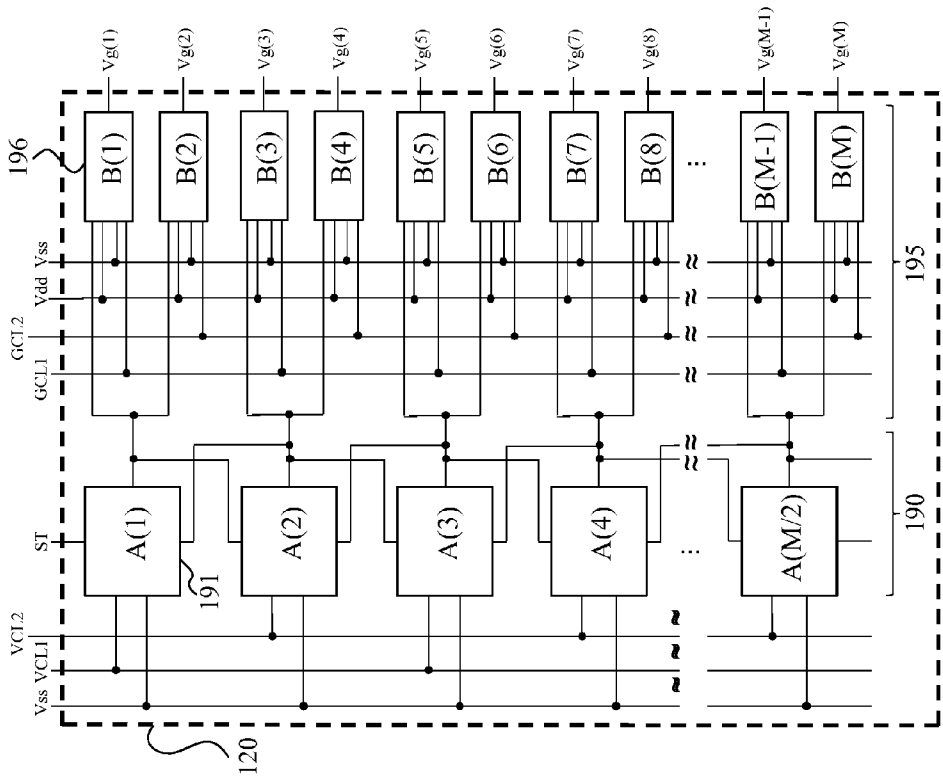 Vg(1)
Vg(2)
Vg(3)
Vg(4)
Vg(5)
Vg(6)
Vg(7)
Vg(8)
Vg(M-1)
Vg(M)
196
B(1)
B(2)
B(3)
B(4)
B(5)
B(6)
B(7)
B(8)
...
B(M-1)
B(M)
Vss
Vdd
GCL2
GCL1
195
ST
A(1)
A(2)
A(3)
A(4)
...
A(M/2)
190
191
VCL2
VCL1
Vss
120